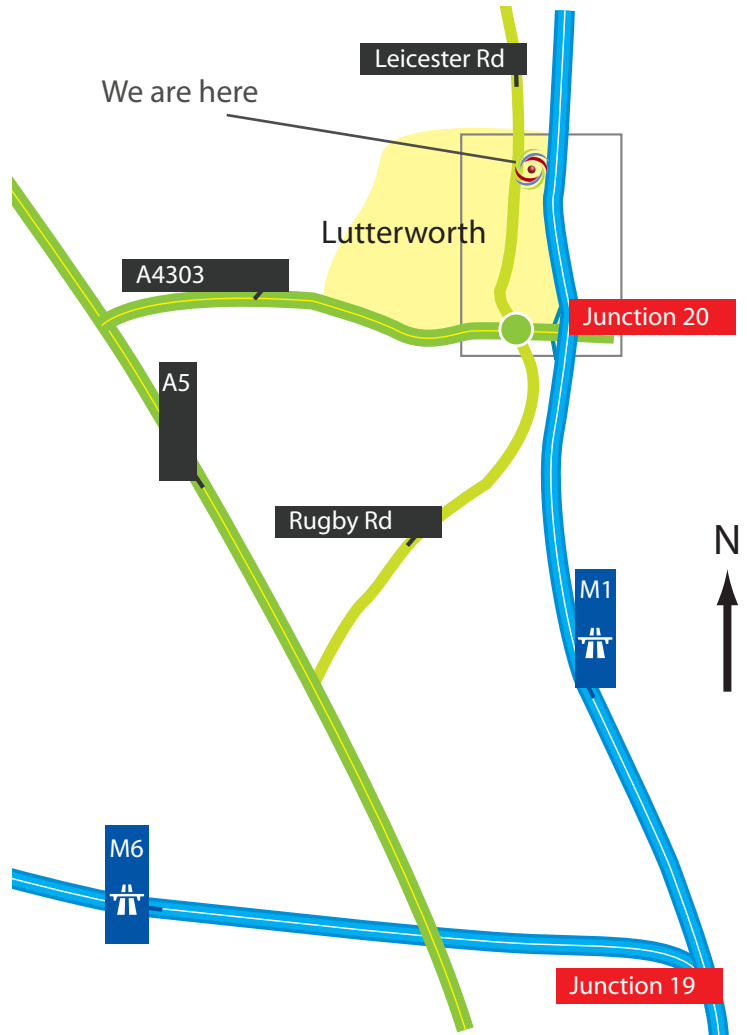 Leicester Rd
We are here
Lutterworth
A4303
Junction 20
A5
Rugby Rd
N
M1
M6
Junction 19